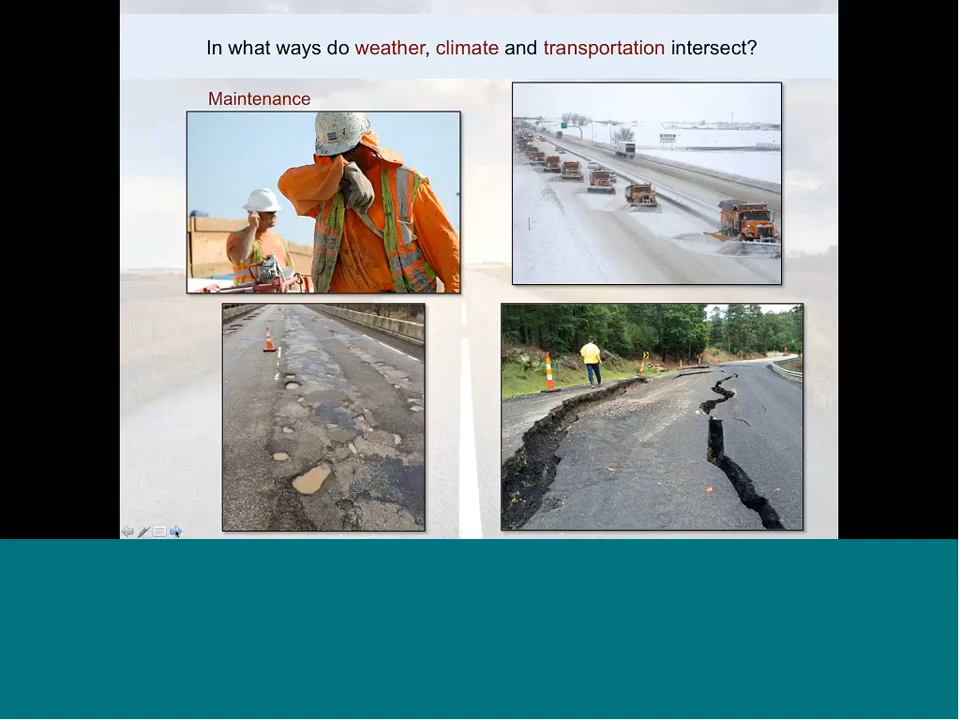 In what ways do weather, climate and transportation intersect?
Maintenance